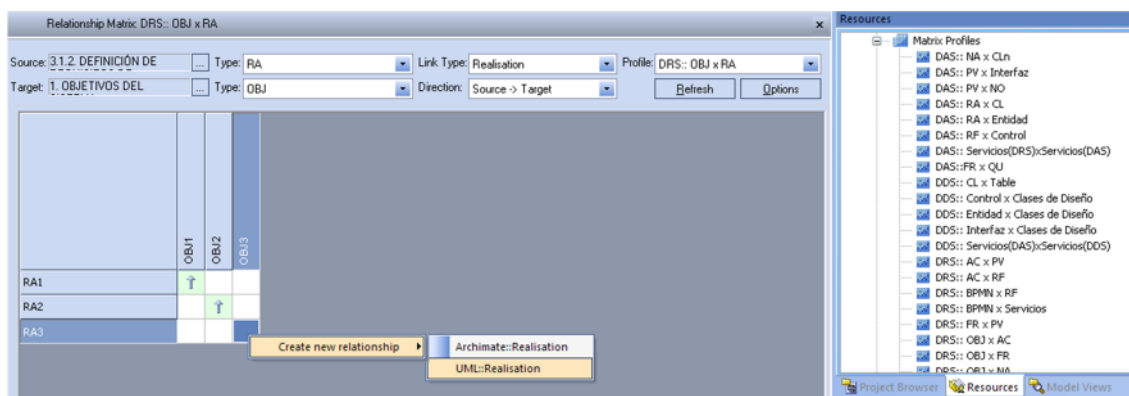 Relationship Matrix: DRS:: OBJ x RA
Source: 3.1.2. DEFINICIÓN DE ... Type: RA Link Type: Realisation Profile: DRS:: OBJ x RA
Target: 1. OBJETIVOS DEL ... Type: OBJ Direction: Source -> Target Refresh Options
OBJ1
OBJ2
OBJ3
RA1
RA2
RA3
Create new relationship
Archimate::Realisation
UML::Realisation
Resources
Matrix Profiles
DAS:: NA x CLn
DAS:: PV x Interfaz
DAS:: PV x NO
DAS:: RA x CL
DAS:: RA x Entidad
DAS:: RF x Control
DAS:: Servicios(DRS)xServicios(DAS)
DAS::FR x QU
DDS:: CL x Table
DDS:: Control x Clases de Diseño
DDS:: Entidad x Clases de Diseño
DDS:: Interfaz x Clases de Diseño
DDS:: Servicios(DAS)xServicios(DDS)
DRS:: AC x PV
DRS:: AC x RF
DRS:: BPMN x RF
DRS:: BPMN x Servicios
DRS:: FR x PV
DRS:: OBJ x AC
DRS:: OBJ x FR
DRS:: OBJ x NA
Project Browser Resources Model Views